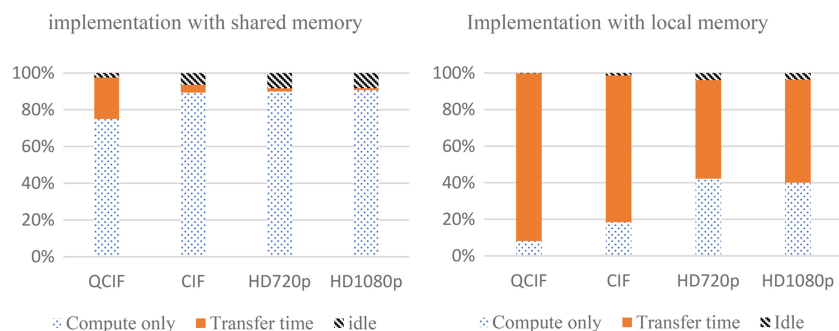 implementation with shared memory
100%
80%
60%
40%
20%
0%
QCIF
CIF
HD720p
HD1080p
Compute only
Transfer time
idle
Implementation with local memory
100%
80%
60%
40%
20%
0%
QCIF
CIF
HD720p
HD1080p
Compute only
Transfer time
Idle